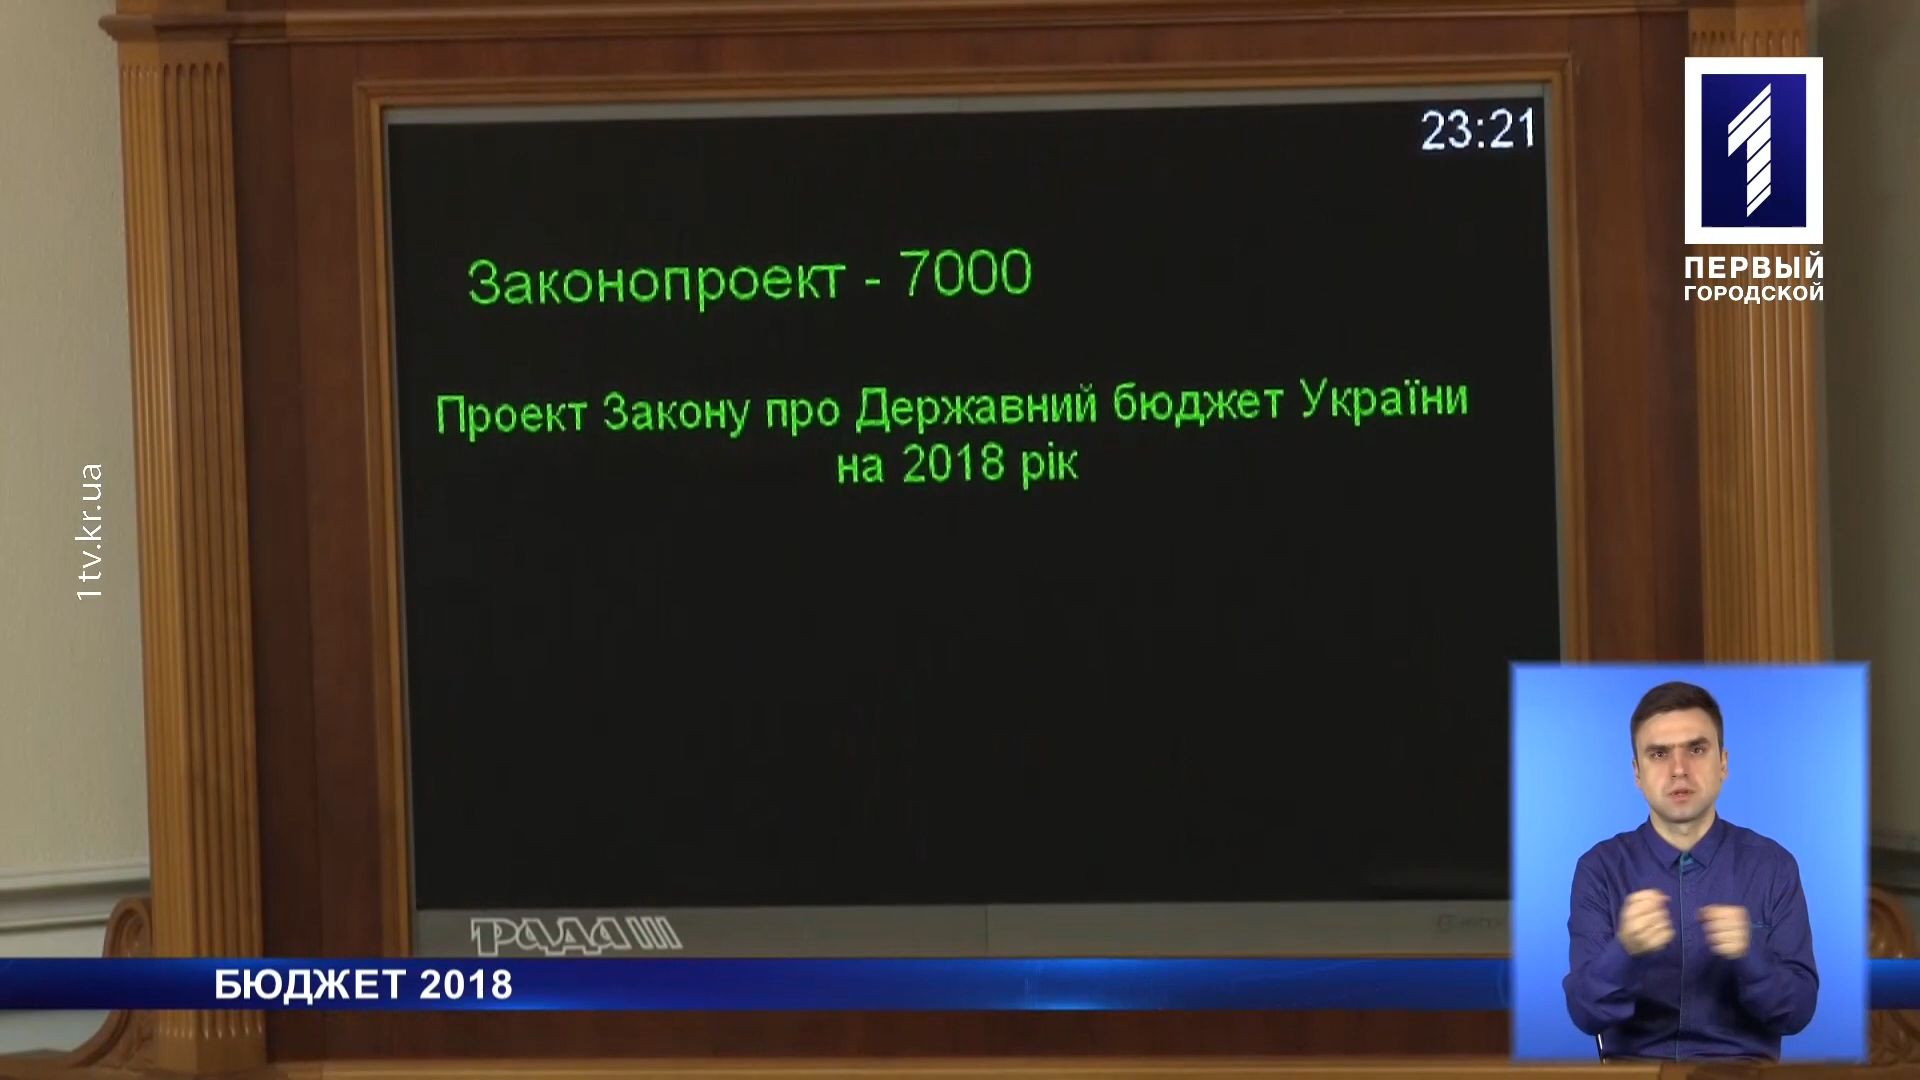 23:21
ПЕРВЫЙ
ГОРОДСКОЙ
Законопроект - 7000
Проект Закону про Державний бюджет України
на 2018 рік
1tv.kr.ua
РАДА III
БЮДЖЕТ 2018